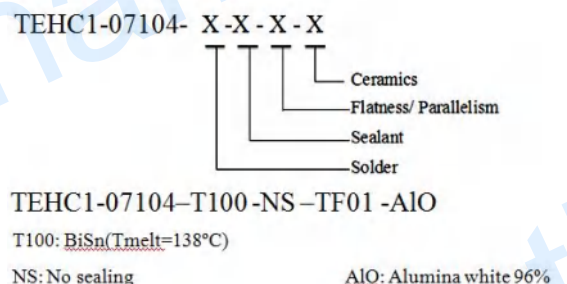 TEHC1-07104- X -X - X - X
Ceramics
Flatness/ Parallelism
Sealant
Solder
TEHC1-07104–T100 -NS –TF01 -AlO
T100: BiSn(Tmelt=138°C)
NS: No sealing AlO: Alumina white 96%